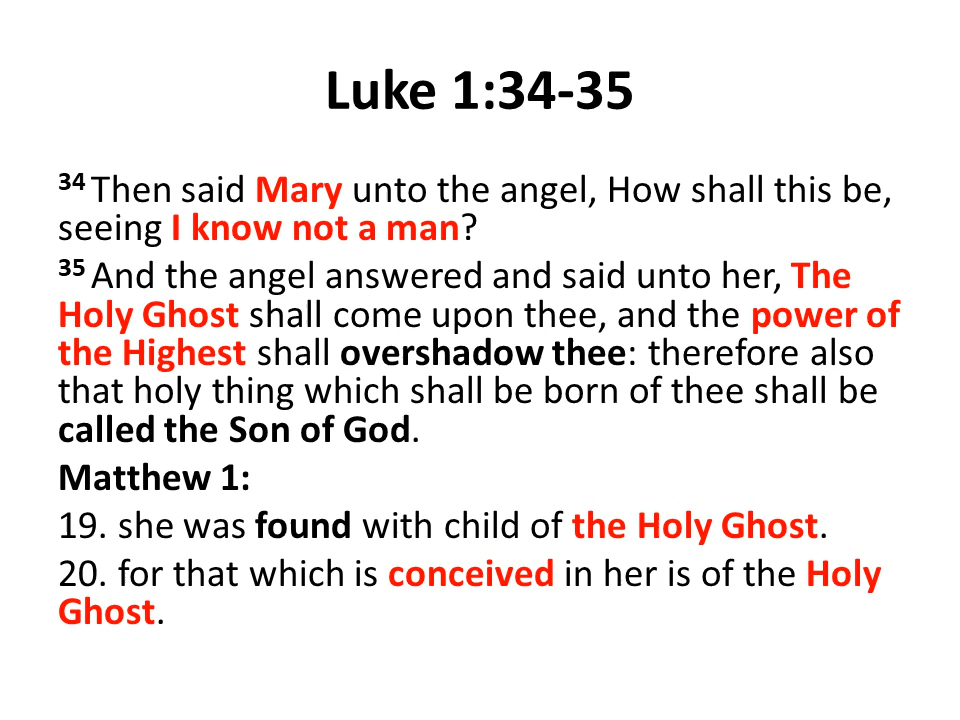 Luke 1:34-35
34 Then said Mary unto the angel, How shall this be,
seeing I know not a man?
35 And the angel answered and said unto her, The
Holy Ghost shall come upon thee, and the power of
the Highest shall overshadow thee: therefore also
that holy thing which shall be born of thee shall be
called the Son of God.
Matthew 1:
19. she was found with child of the Holy Ghost.
20. for that which is conceived in her is of the Holy
Ghost.